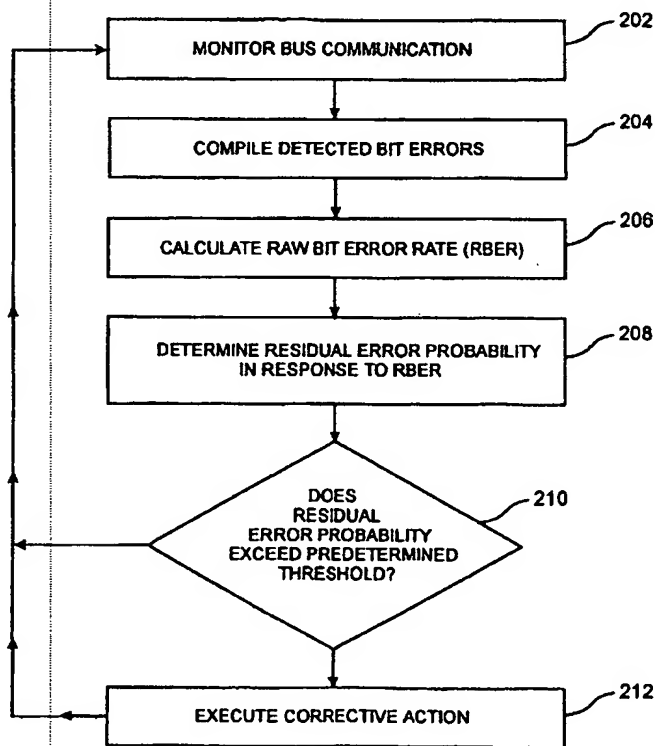 202
MONITOR BUS COMMUNICATION
204
COMPILE DETECTED BIT ERRORS
206
CALCULATE RAW BIT ERROR RATE (RBER)
208
DETERMINE RESIDUAL ERROR PROBABILITY
IN RESPONSE TO RBER
210
DOES
RESIDUAL
ERROR PROBABILITY
EXCEED PREDETERMINED
THRESHOLD?
212
EXECUTE CORRECTIVE ACTION